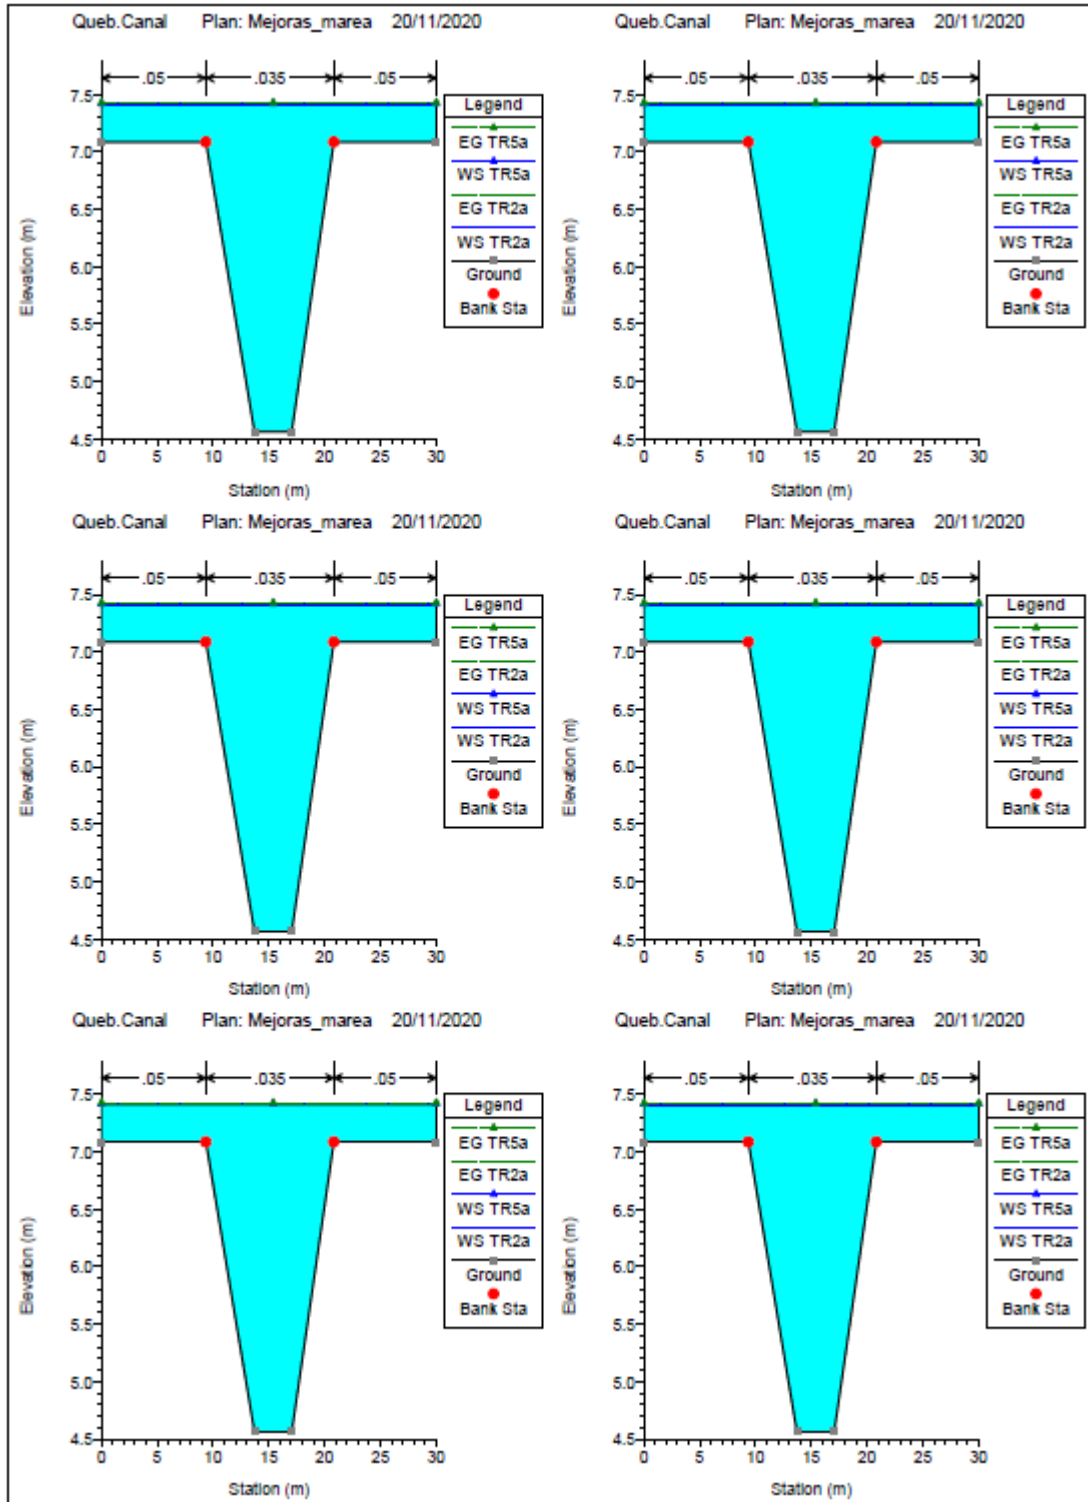 Queb.Canal Plan: Mejoras_marea 20/11/2020
.05 .035 .05
7.5
7.0
6.5
6.0
5.5
5.0
4.5
Elevation (m)
0 5 10 15 20 25 30
Station (m)
Legend
EG TR5a
WS TR5a
EG TR2a
WS TR2a
Ground
Bank Sta
Queb.Canal Plan: Mejoras_marea 20/11/2020
.05 .035 .05
7.5
7.0
6.5
6.0
5.5
5.0
4.5
Elevation (m)
0 5 10 15 20 25 30
Station (m)
Legend
EG TR5a
WS TR5a
EG TR2a
WS TR2a
Ground
Bank Sta
Queb.Canal Plan: Mejoras_marea 20/11/2020
.05 .035 .05
7.5
7.0
6.5
6.0
5.5
5.0
4.5
Elevation (m)
0 5 10 15 20 25 30
Station (m)
Legend
EG TR5a
EG TR2a
WS TR5a
WS TR2a
Ground
Bank Sta
Queb.Canal Plan: Mejoras_marea 20/11/2020
.05 .035 .05
7.5
7.0
6.5
6.0
5.5
5.0
4.5
Elevation (m)
0 5 10 15 20 25 30
Station (m)
Legend
EG TR5a
EG TR2a
WS TR5a
WS TR2a
Ground
Bank Sta
Queb.Canal Plan: Mejoras_marea 20/11/2020
.05 .035 .05
7.5
7.0
6.5
6.0
5.5
5.0
4.5
Elevation (m)
0 5 10 15 20 25 30
Station (m)
Legend
EG TR5a
EG TR2a
WS TR5a
WS TR2a
Ground
Bank Sta
Queb.Canal Plan: Mejoras_marea 20/11/2020
.05 .035 .05
7.5
7.0
6.5
6.0
5.5
5.0
4.5
Elevation (m)
0 5 10 15 20 25 30
Station (m)
Legend
EG TR5a
EG TR2a
WS TR5a
WS TR2a
Ground
Bank Sta